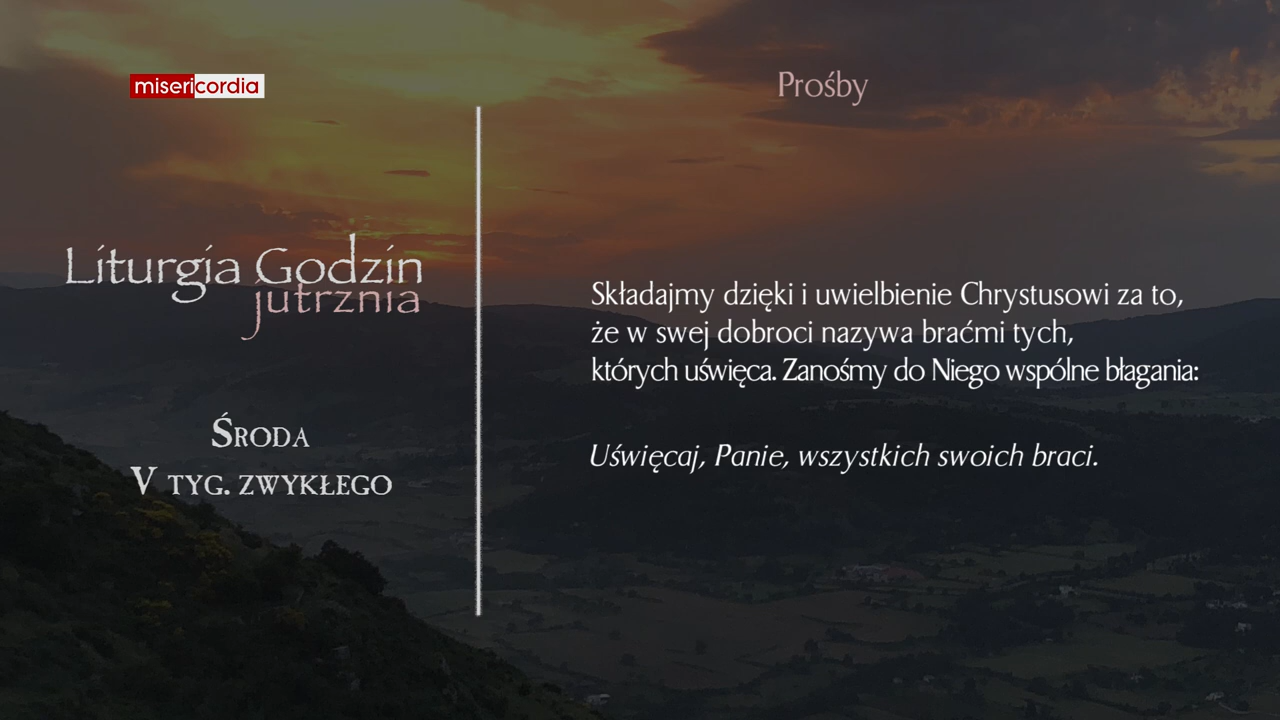 misericordia
Liturgia Godzin
jutrznia
Środa
V tyg. zwykłego
Prośby
Składajmy dzięki i uwielbienie Chrystusowi za to,
że w swej dobroci nazywa braćmi tych,
których uświęca. Zanośmy do Niego wspólne błagania:
Uświęcaj, Panie, wszystkich swoich braci.